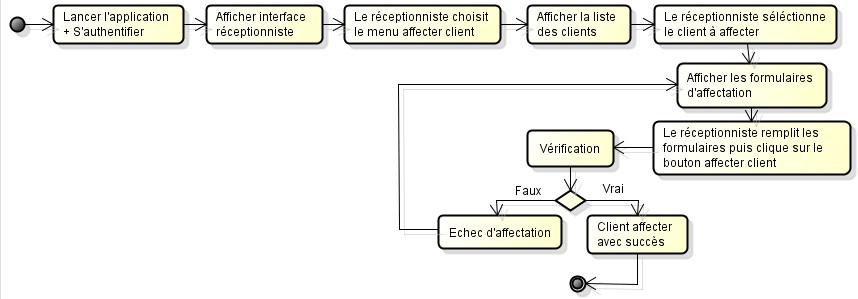 Lancer l'application
+ S'authentifier
Afficher interface
réceptionniste
Le réceptionniste choisit
le menu affecter client
Afficher la liste
des clients
Le réceptionniste séléctionne
le client à affecter
Afficher les formulaires
d'affectation
Le réceptionniste remplit les
formulaires puis clique sur le
bouton affecter client
Vérification
Faux
Vrai
Echec d'affectation
Client affecter
avec succès